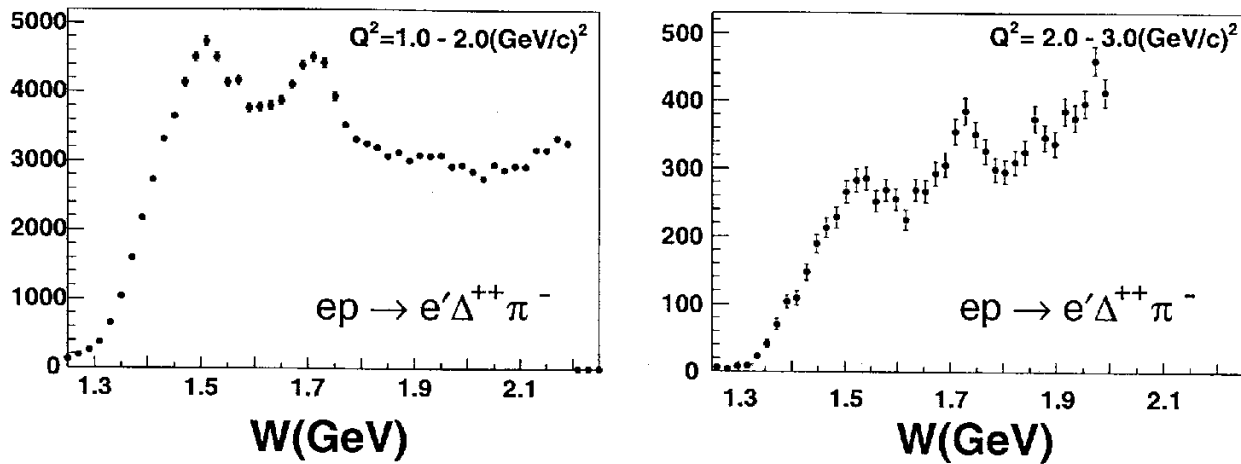 5000
4000
3000
2000
1000
0
Q²=1.0 - 2.0(GeV/c)²
ep → e′Δ⁺⁺π⁻
1.3 1.5 1.7 1.9 2.1
W(GeV)
500
400
300
200
100
0
Q²= 2.0 - 3.0(GeV/c)²
ep → e′Δ⁺⁺π⁻
1.3 1.5 1.7 1.9 2.1
W(GeV)